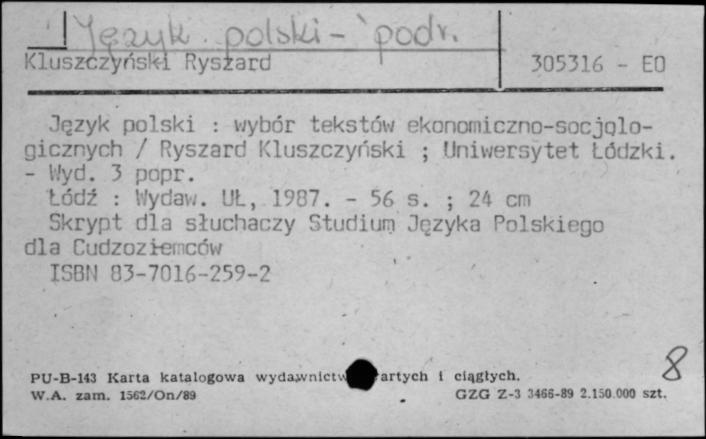 Język polski - podr.
Kluszczyński Ryszard
305316 - EO
Język polski : wybór tekstów ekonomiczno-socjolo-
gicznych / Ryszard Kluszczyński ; Uniwersytet Łódzki.
- Wyd. 3 popr.
Łódź : Wydaw. UŁ, 1987. - 56 s. ; 24 cm
Skrypt dla słuchaczy Studium Języka Polskiego
dla Cudzoziemców
ISBN 83-7016-259-2
8
PU-B-143 Karta katalogowa wydawnictw artych i ciągłych.
W.A. zam. 1562/On/89
GZG Z-3 3466-89 2.150.000 szt.